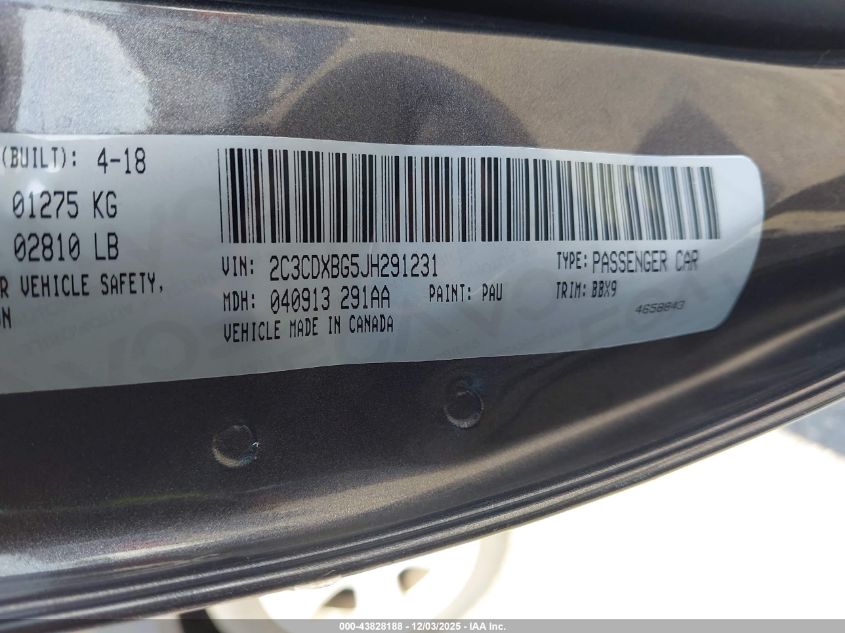 (BUILT): 4-18
01275 KG
02810 LB
R VEHICLE SAFETY,
ON
VIN: 2C3CDXBG5JH291231
TYPE: PASSENGER CAR
MDH: 040913 291AA
PAINT: PAU
TRIM: BBX9
VEHICLE MADE IN CANADA
4658843
000-43828188 - 12/03/2025 - IAA Inc.